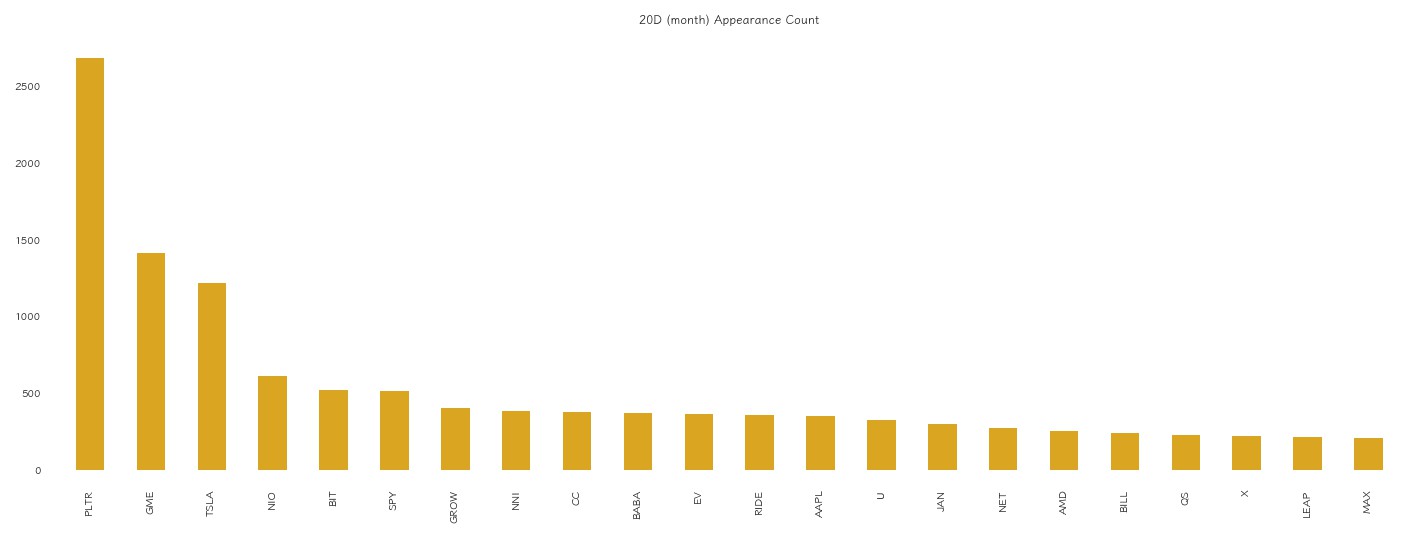 20D (month) Appearance Count
2500
2000
1500
1000
500
0
PLTR
GME
TSLA
NIO
BIT
SPY
GROW
NNI
CC
BABA
EV
RIDE
AAPL
U
JAN
NET
AMD
BILL
QS
X
LEAP
MAX